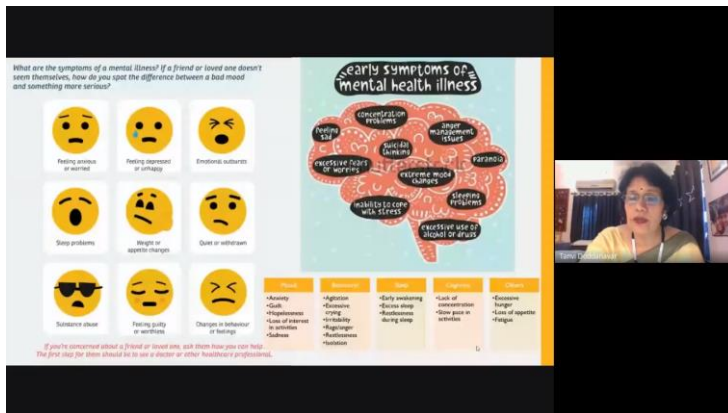 What are the symptoms of a mental illness? If a friend or loved one doesn't
seem themselves, how do you spot the difference between a bad mood
and something more serious?
Feeling anxious
or worried
Feeling depressed
or unhappy
Emotional outbursts
Sleep problems
Weight or
appetite changes
Quiet or withdrawn
Substance abuse
Feeling guilty
or worthless
Changes in behaviour
or feelings
If you're concerned about a friend or loved one, ask them how you can help.
The first step for them should be to see a doctor or other healthcare professional.
early symptoms of
mental health illness
concentration
problems
feeling
sad
anger
management
issues
suicidal
thinking
paranoia
excessive fears
or worries
extreme mood
changes
sleeping
problems
inability to cope
with stress
excessive use of
alcohol or drugs
Mood
•Anxiety
•Guilt
•Hopelessness
•Loss of interest
in activities
•Sadness
Behavioral
•Agitation
•Excessive
crying
•Irritability
•Rage/anger
•Restlessness
•Isolation
Sleep
•Early awakening
•Excess sleep
•Restlessness
during sleep
Cognitive
•Lack of
concentration
•Slow pace in
activities
Others
•Excessive
hunger
•Loss of appetite
•Fatigue